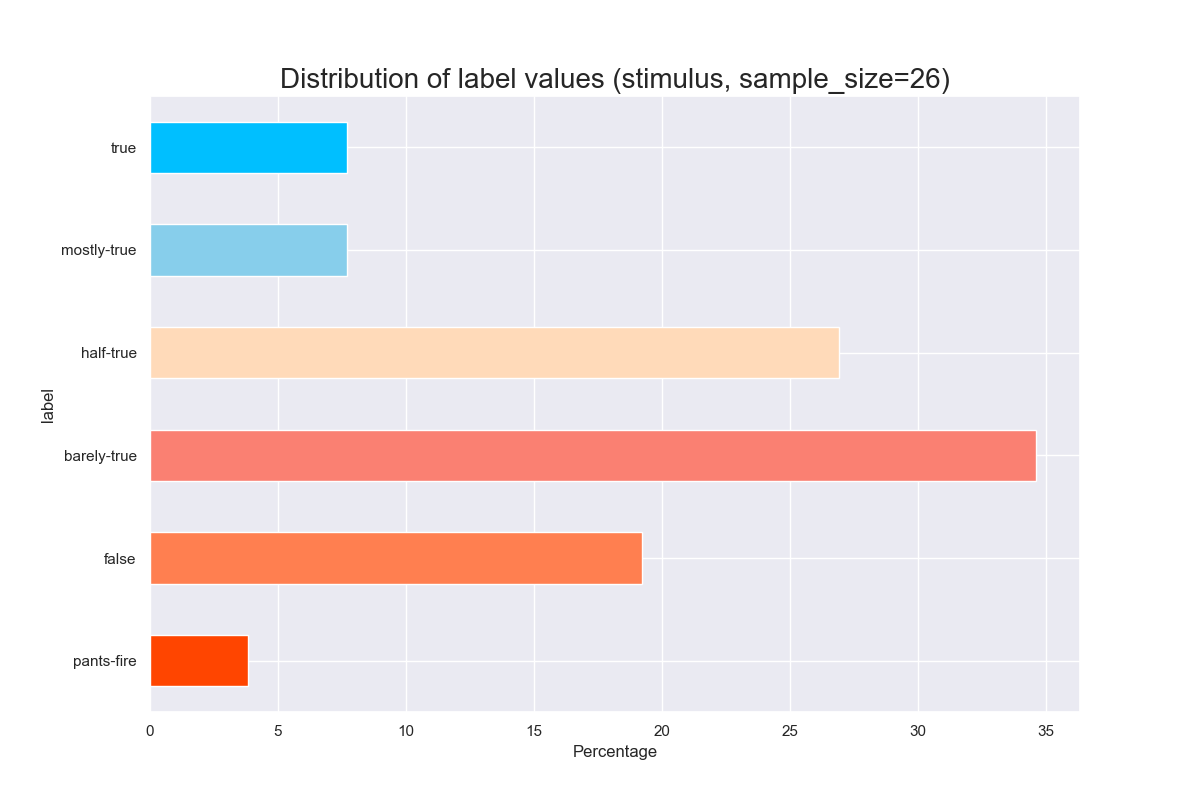 Distribution of label values (stimulus, sample_size=26)
true
mostly-true
half-true
barely-true
false
pants-fire
label
0 5 10 15 20 25 30 35
Percentage